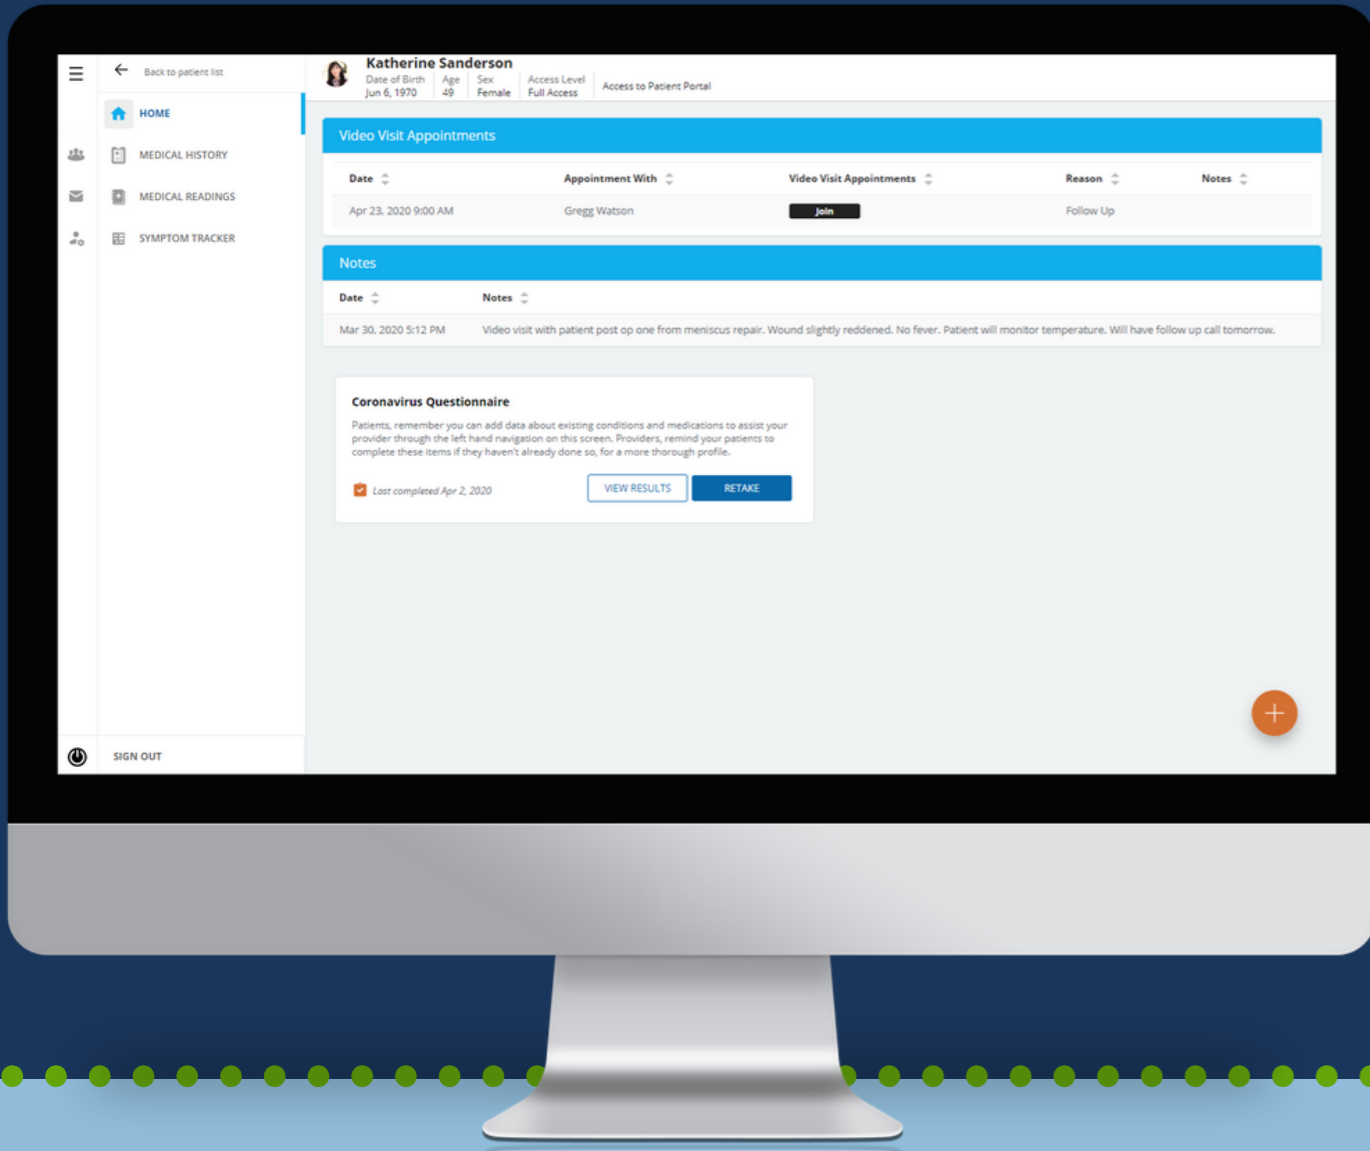 Back to patient list
HOME
MEDICAL HISTORY
MEDICAL READINGS
SYMPTOM TRACKER
SIGN OUT
Katherine Sanderson
Date of Birth Age Sex Access Level Access to Patient Portal
Jun 6, 1970 49 Female Full Access
Video Visit Appointments
Date Appointment With Video Visit Appointments Reason Notes
Apr 23, 2020 9:00 AM Gregg Watson Join Follow Up
Notes
Date Notes
Mar 30, 2020 5:12 PM Video visit with patient post op one from meniscus repair. Wound slightly reddened. No fever. Patient will monitor temperature. Will have follow up call tomorrow.
Coronavirus Questionnaire
Patients, remember you can add data about existing conditions and medications to assist your
provider through the left hand navigation on this screen. Providers, remind your patients to
complete these items if they haven't already done so, for a more thorough profile.
Last completed Apr 2, 2020 VIEW RESULTS RETAKE